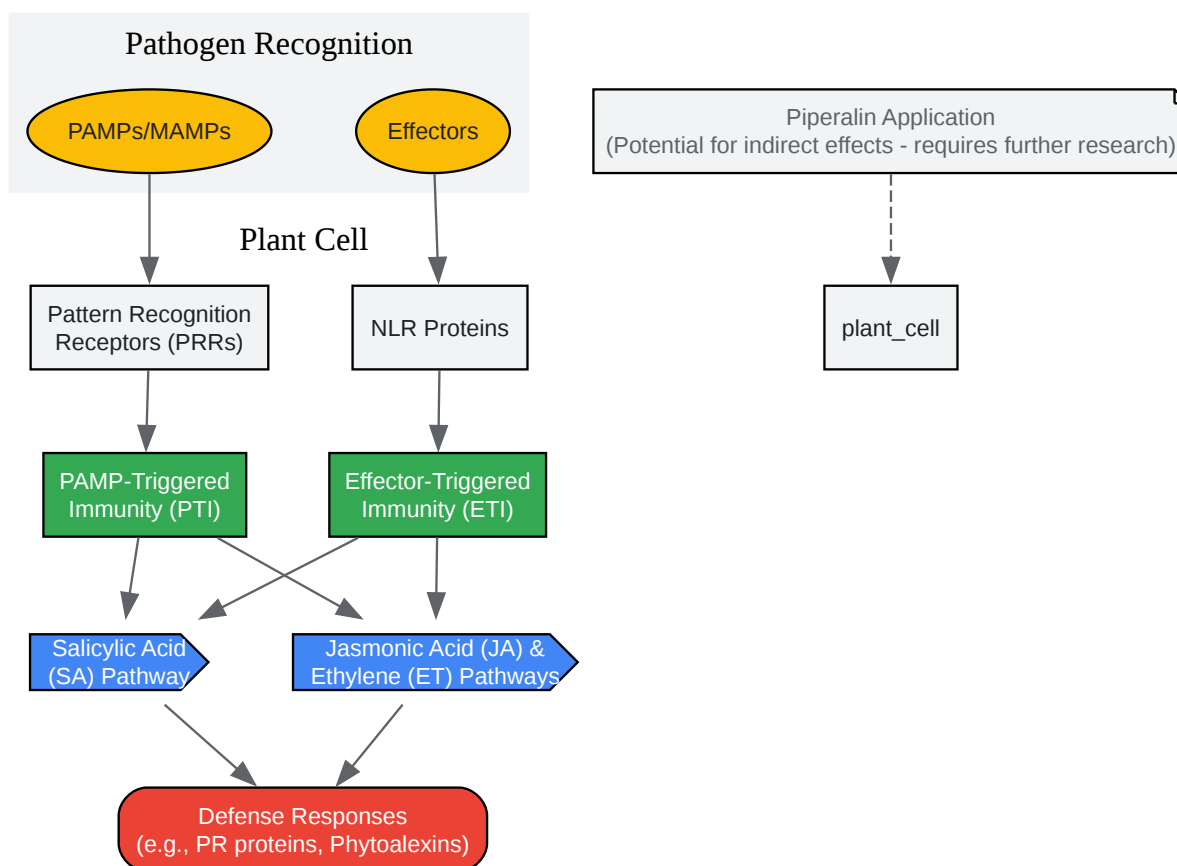 Pathogen Recognition
PAMPs/MAMPs
Effectors
Piperalin Application
(Potential for indirect effects - requires further research)
Plant Cell
Pattern Recognition
Receptors (PRRs)
NLR Proteins
plant_cell
PAMP-Triggered
Immunity (PTI)
Effector-Triggered
Immunity (ETI)
Salicylic Acid
(SA) Pathway
Jasmonic Acid (JA) &
Ethylene (ET) Pathways
Defense Responses
(e.g., PR proteins, Phytoalexins)